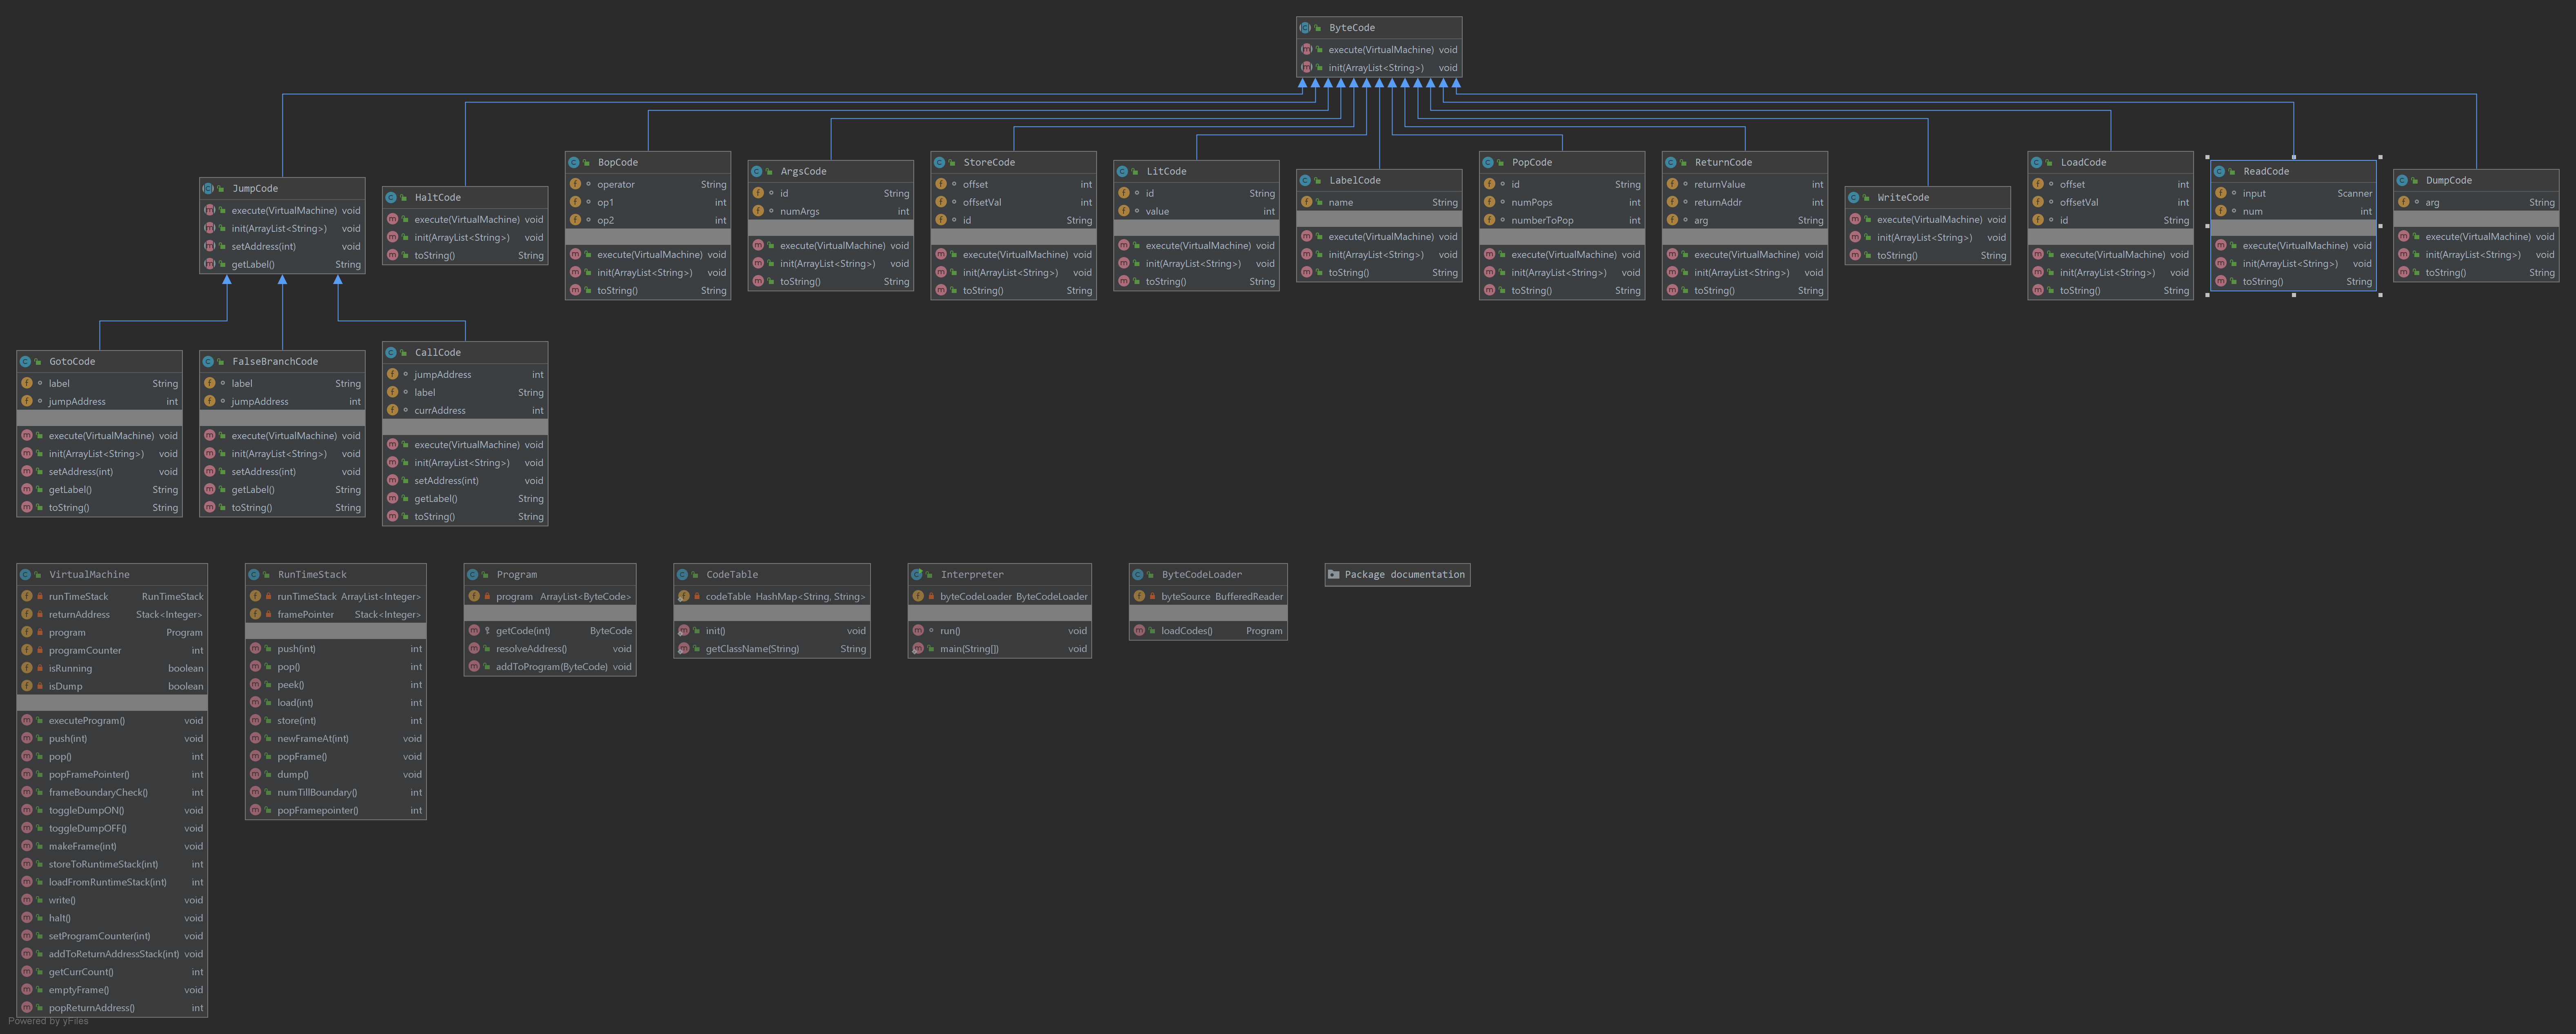 ByteCode
execute(VirtualMachine) void
init(ArrayList<String>) void
JumpCode
execute(VirtualMachine) void
init(ArrayList<String>) void
setAddress(int) void
getLabel() String
HaltCode
execute(VirtualMachine) void
init(ArrayList<String>) void
toString() String
BopCode
operator String
op1 int
op2 int
execute(VirtualMachine) void
init(ArrayList<String>) void
toString() String
ArgsCode
id String
numArgs int
execute(VirtualMachine) void
init(ArrayList<String>) void
toString() String
StoreCode
offset int
offsetVal int
id String
execute(VirtualMachine) void
init(ArrayList<String>) void
toString() String
LitCode
id String
value int
execute(VirtualMachine) void
init(ArrayList<String>) void
toString() String
LabelCode
name String
execute(VirtualMachine) void
init(ArrayList<String>) void
toString() String
PopCode
id String
numPops int
numberToPop int
execute(VirtualMachine) void
init(ArrayList<String>) void
toString() String
ReturnCode
returnValue int
returnAddr int
arg String
execute(VirtualMachine) void
init(ArrayList<String>) void
toString() String
WriteCode
execute(VirtualMachine) void
init(ArrayList<String>) void
toString() String
LoadCode
offset int
offsetVal int
id String
execute(VirtualMachine) void
init(ArrayList<String>) void
toString() String
ReadCode
input Scanner
num int
execute(VirtualMachine) void
init(ArrayList<String>) void
toString() String
DumpCode
arg String
execute(VirtualMachine) void
init(ArrayList<String>) void
toString() String
GotoCode
label String
jumpAddress int
execute(VirtualMachine) void
init(ArrayList<String>) void
setAddress(int) void
getLabel() String
toString() String
FalseBranchCode
label String
jumpAddress int
execute(VirtualMachine) void
init(ArrayList<String>) void
setAddress(int) void
getLabel() String
toString() String
CallCode
jumpAddress int
label String
currAddress int
execute(VirtualMachine) void
init(ArrayList<String>) void
setAddress(int) void
getLabel() String
toString() String
VirtualMachine
runTimeStack RunTimeStack
returnAddress Stack<Integer>
program Program
programCounter int
isRunning boolean
isDump boolean
executeProgram() void
push(int) void
pop() int
popFramePointer() int
frameBoundaryCheck() int
toggleDumpON() void
toggleDumpOFF() void
makeFrame(int) void
storeToRuntimeStack(int) int
loadFromRuntimeStack(int) int
write() void
halt() void
setProgramCounter(int) void
addToReturnAddressStack(int) void
getCurrCount() int
emptyFrame() void
popReturnAddress() int
RunTimeStack
runTimeStack ArrayList<Integer>
framePointer Stack<Integer>
push(int) int
pop() int
peek() int
load(int) int
store(int) int
newFrameAt(int) void
popFrame() void
dump() void
numTillBoundary() int
popFramepointer() int
Program
program ArrayList<ByteCode>
getCode(int) ByteCode
resolveAddress() void
addToProgram(ByteCode) void
CodeTable
codeTable HashMap<String, String>
init() void
getClassName(String) String
Interpreter
byteCodeLoader ByteCodeLoader
run() void
main(String[]) void
ByteCodeLoader
byteSource BufferedReader
loadCodes() Program
Package documentation
Powered by yFiles